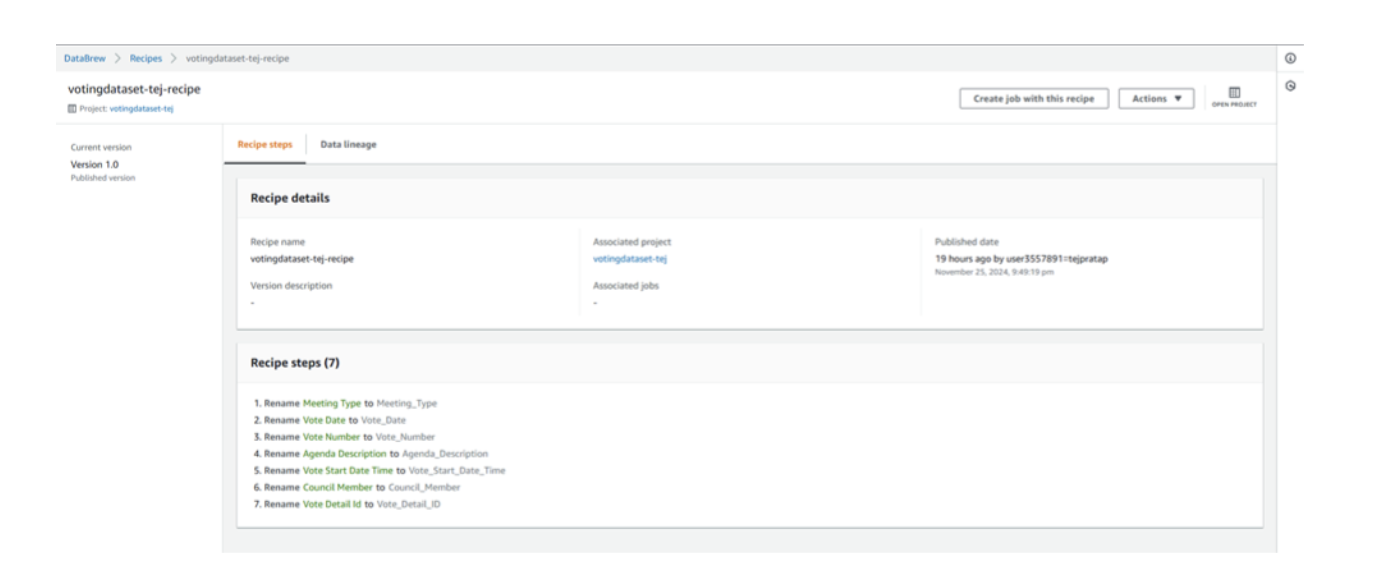 DataBrew > Recipes > votingdataset-tej-recipe
votingdataset-tej-recipe
Project: votingdataset-tej
Create job with this recipe
Actions ▼
OPEN PROJECT
Current version
Version 1.0
Published version
Recipe steps
Data lineage
Recipe details
Recipe name
votingdataset-tej-recipe
Version description
-
Associated project
votingdataset-tej
Associated jobs
-
Published date
19 hours ago by user3557891=tejpratap
November 25, 2024, 9:49:19 pm
Recipe steps (7)
1. Rename Meeting Type to Meeting_Type
2. Rename Vote Date to Vote_Date
3. Rename Vote Number to Vote_Number
4. Rename Agenda Description to Agenda_Description
5. Rename Vote Start Date Time to Vote_Start_Date_Time
6. Rename Council Member to Council_Member
7. Rename Vote Detail Id to Vote_Detail_ID